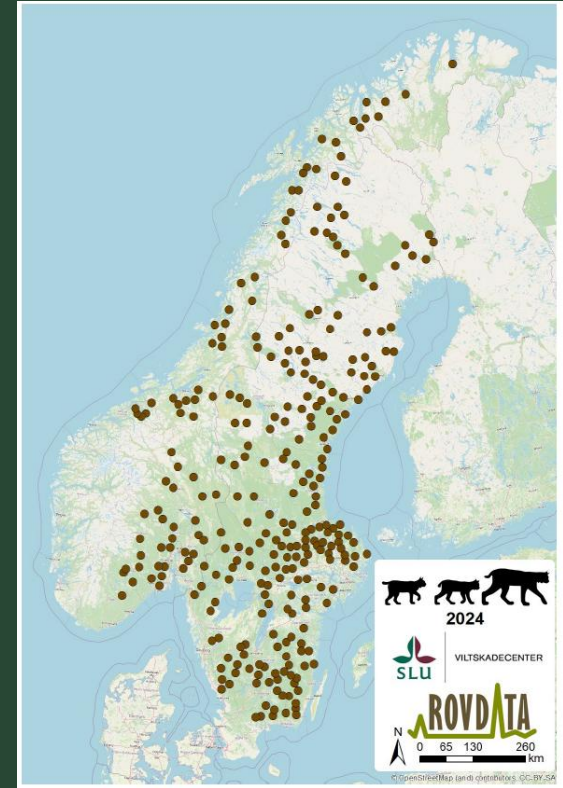 2024
SLU
VILTSKADECENTER
ROVDATA
N
0 65 130 260
km
© OpenStreetMap (and) contributors, CC-BY-SA